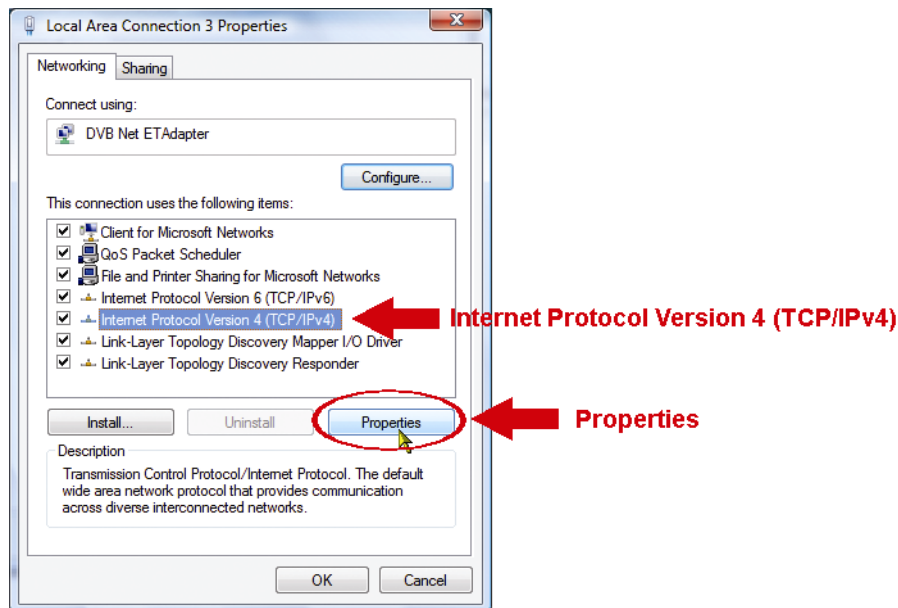 Local Area Connection 3 Properties
Networking
Sharing
Connect using:
DVB Net ETAdapter
Configure...
This connection uses the following items:
Client for Microsoft Networks
QoS Packet Scheduler
File and Printer Sharing for Microsoft Networks
Internet Protocol Version 6 (TCP/IPv6)
Internet Protocol Version 4 (TCP/IPv4)
Internet Protocol Version 4 (TCP/IPv4)
Link-Layer Topology Discovery Mapper I/O Driver
Link-Layer Topology Discovery Responder
Install...
Uninstall
Properties
Properties
Description
Transmission Control Protocol/Internet Protocol. The default
wide area network protocol that provides communication
across diverse interconnected networks.
OK
Cancel